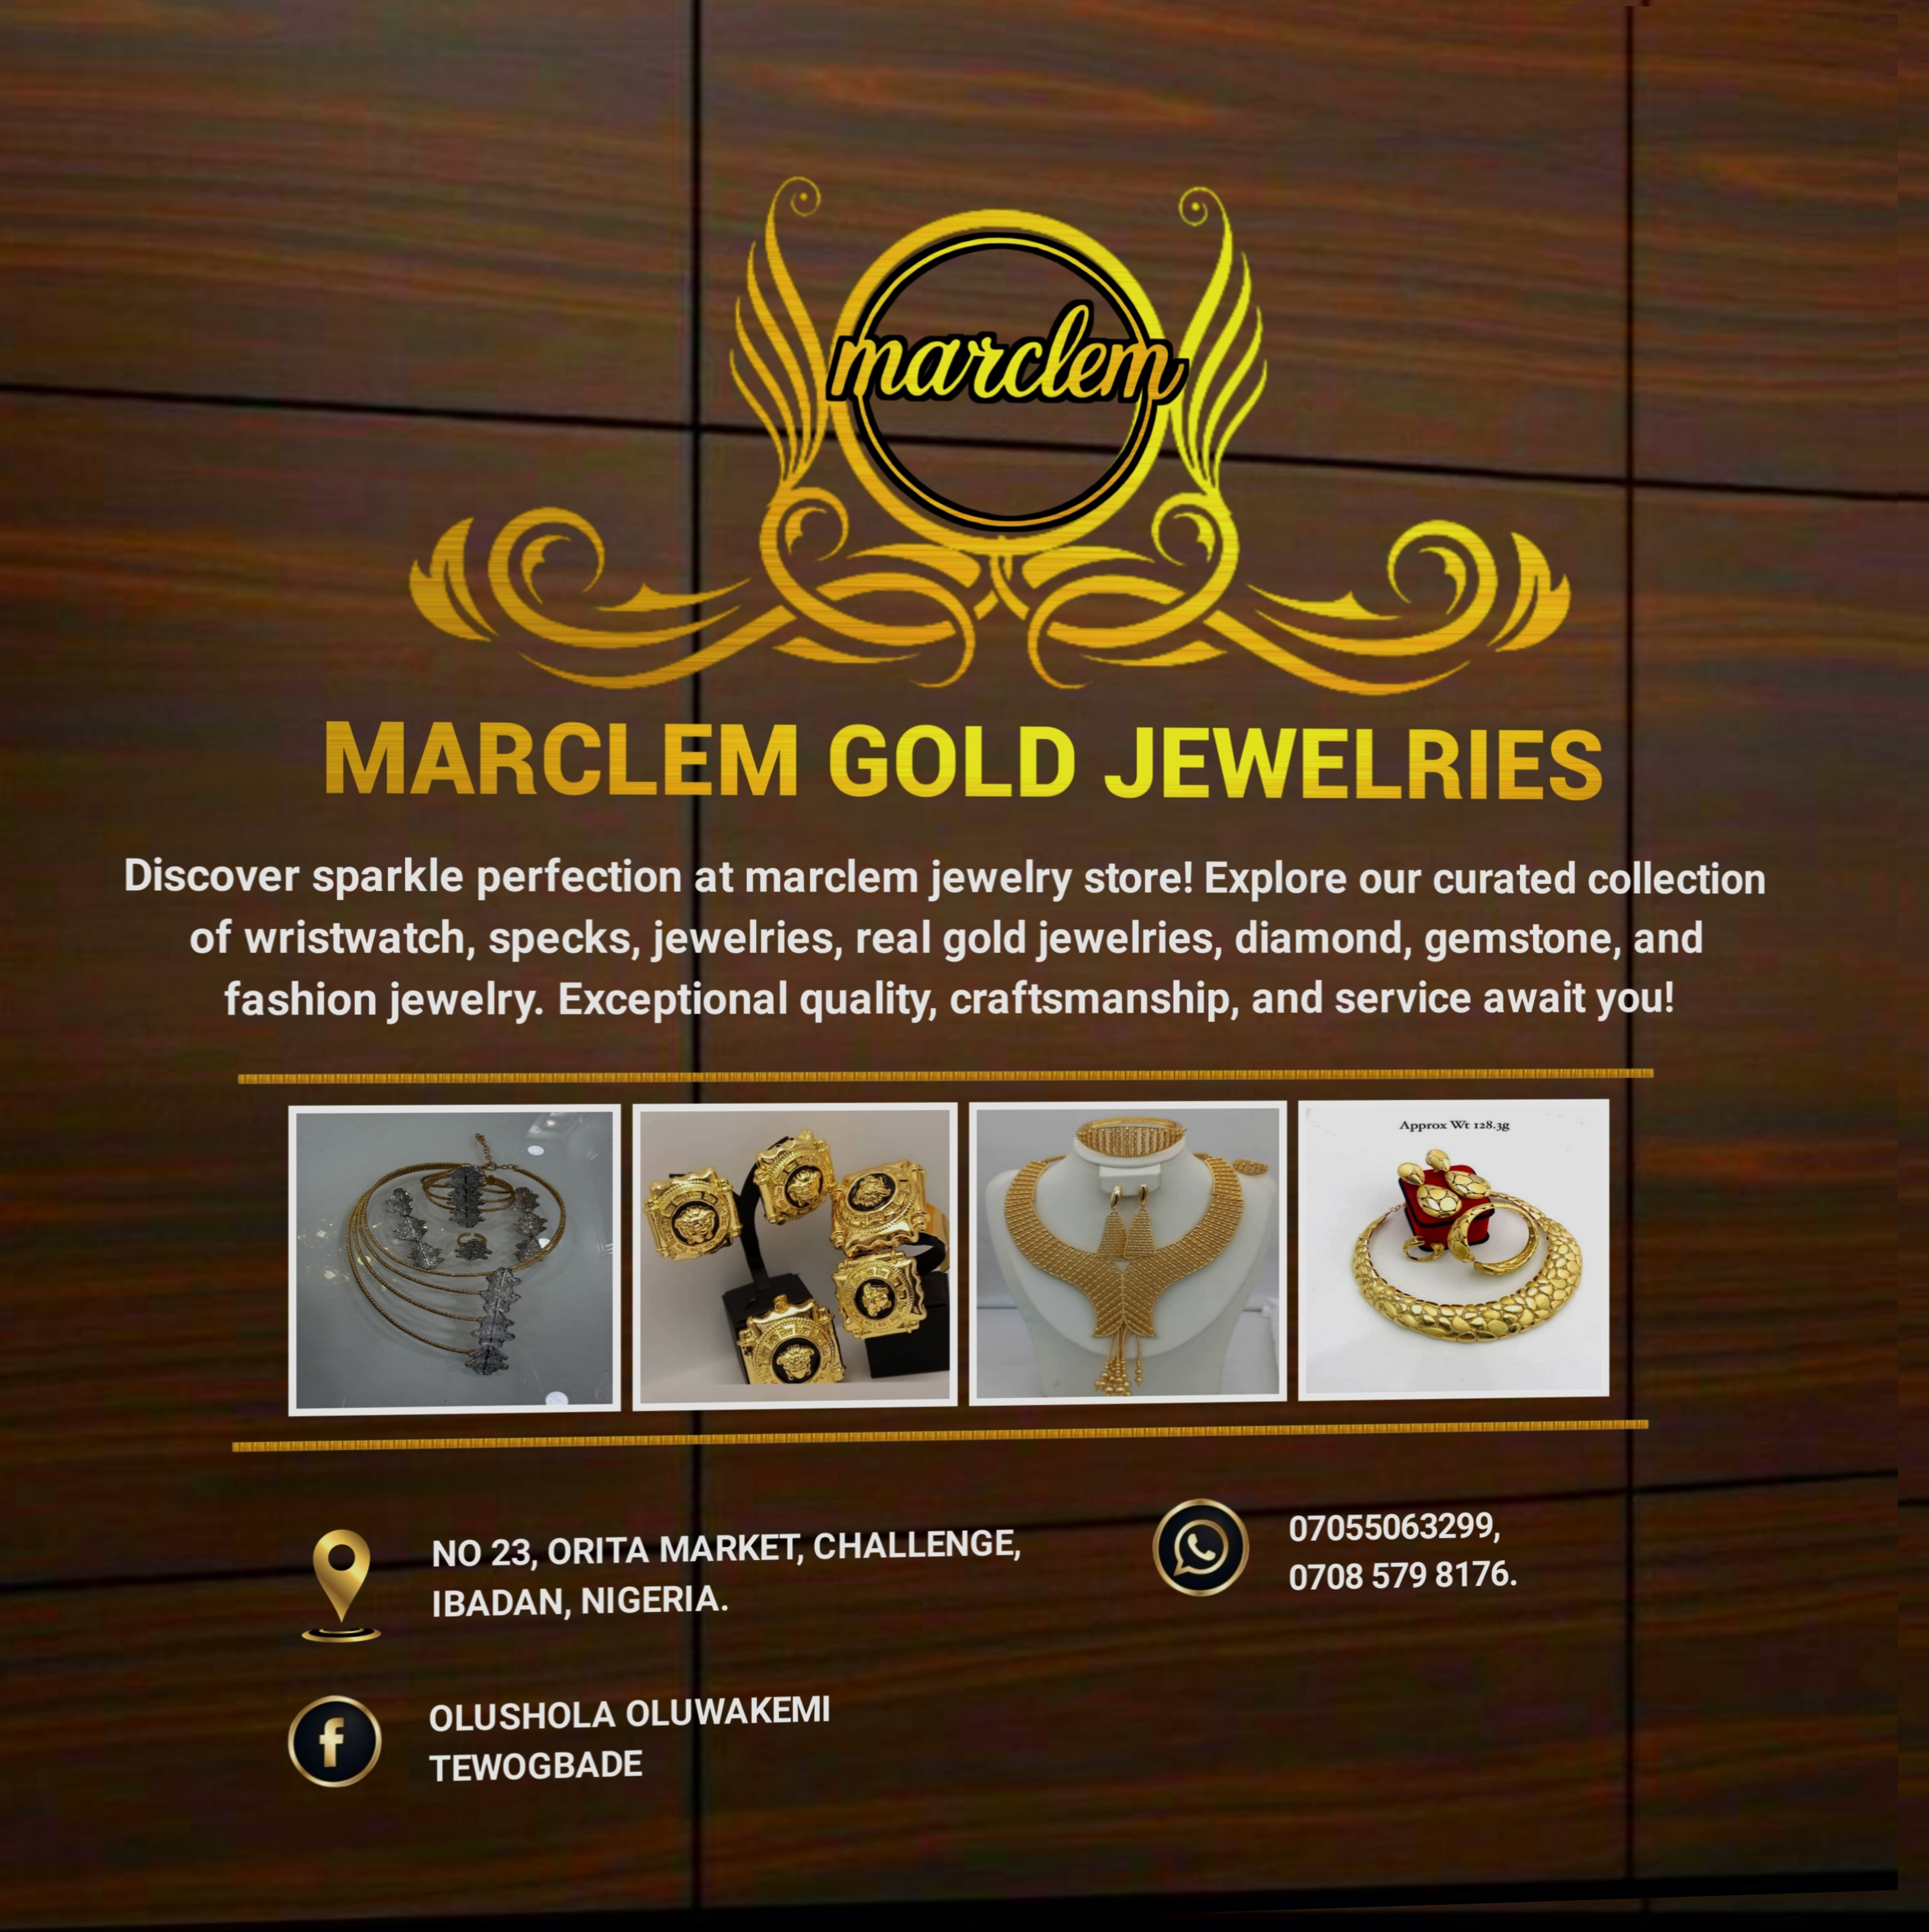 marclem
MARCLEM GOLD JEWELRIES
Discover sparkle perfection at marclem jewelry store! Explore our curated collection
of wristwatch, specks, jewelries, real gold jewelries, diamond, gemstone, and
fashion jewelry. Exceptional quality, craftsmanship, and service await you!
Approx Wt 128.3g
NO 23, ORITA MARKET, CHALLENGE,
IBADAN, NIGERIA.
07055063299,
0708 579 8176.
OLUSHOLA OLUWAKEMI
TEWOGBADE